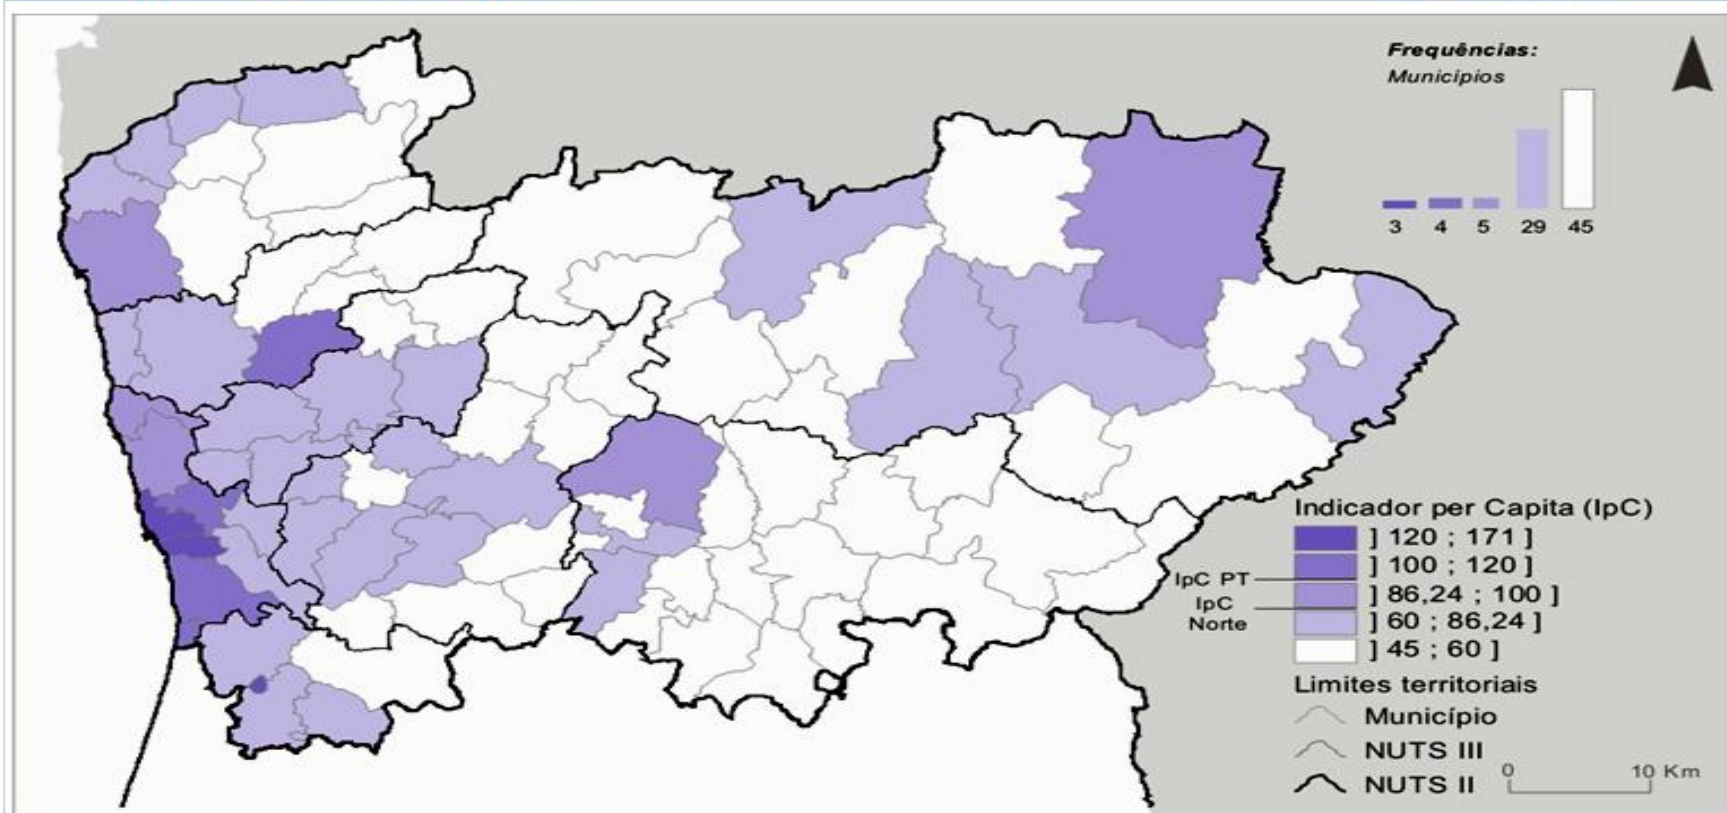 Frequências:
Municípios
3 4 5 29 45
Indicador per Capita (IpC)
] 120 ; 171 ]
] 100 ; 120 ]
IpC PT
] 86,24 ; 100 ]
IpC
Norte
] 60 ; 86,24 ]
] 45 ; 60 ]
Limites territoriais
Município
NUTS III
NUTS II
0 10 Km